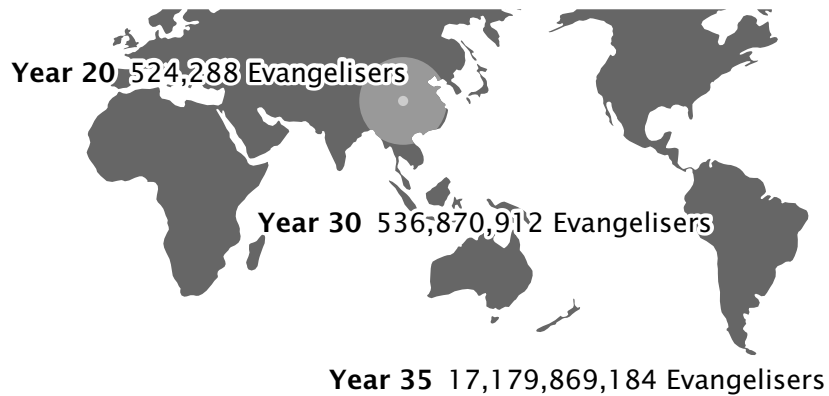 Year 20 524,288 Evangelisers
Year 30 536,870,912 Evangelisers
Year 35 17,179,869,184 Evangelisers